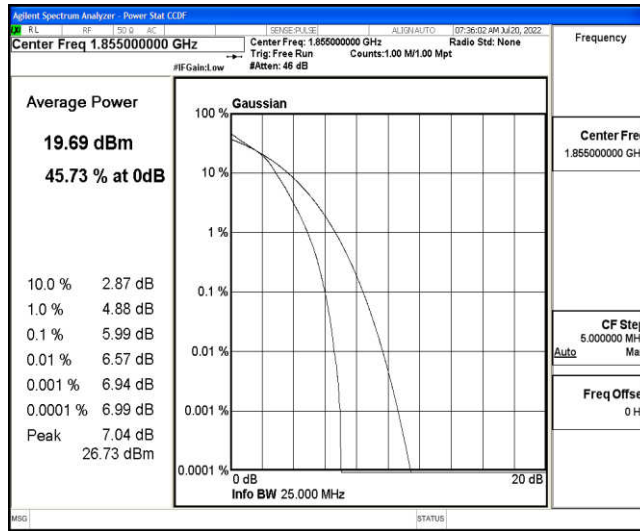 Agilent Spectrum Analyzer - Power Stat CCDF
RL RF 50 Ω AC SENSE:PULSE ALIGN AUTO 07:36:02 AM Jul 20, 2022
Center Freq 1.855000000 GHz
Center Freq: 1.855000000 GHz Radio Std: None
Trig: Free Run Counts:1.00 M/1.00 Mpt
#IFGain:Low #Atten: 46 dB
Frequency
Average Power
19.69 dBm
45.73 % at 0dB
10.0 % 2.87 dB
1.0 % 4.88 dB
0.1 % 5.99 dB
0.01 % 6.57 dB
0.001 % 6.94 dB
0.0001 % 6.99 dB
Peak 7.04 dB
26.73 dBm
Gaussian
100 %
10 %
1 %
0.1 %
0.01 %
0.001 %
0.0001 %
0 dB 20 dB
Info BW 25.000 MHz
Center Fre
1.855000000 GH
CF Step
5.000000 MH
Auto Ma
Freq Offse
0 H
MSG STATUS